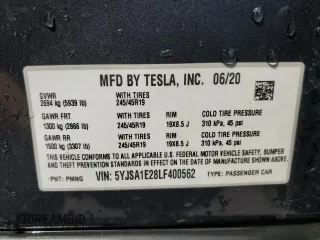 MFD BY TESLA, INC. 06/20
GVWR WITH TIRES
2694 kg (5939 lb) 245/45R19
GAWR FRT WITH TIRES RIMS COLD TIRE PRESSURE
1300 kg (2866 lb) 245/45R19 19X8.5 J 310 kPa, 45 psi
GAWR RR WITH TIRES RIMS COLD TIRE PRESSURE
1500 kg (3307 lb) 245/45R19 19X8.5 J 310 kPa, 45 psi
THIS VEHICLE CONFORMS TO ALL APPLICABLE FEDERAL MOTOR VEHICLE SAFETY, BUMPER
AND THEFT PREVENTION STANDARDS IN EFFECT ON THE DATE OF MANUFACTURE SHOWN ABOVE.
PNT: PMNG VIN: 5YJSA1E28LF400562 TYPE: PASSENGER CAR